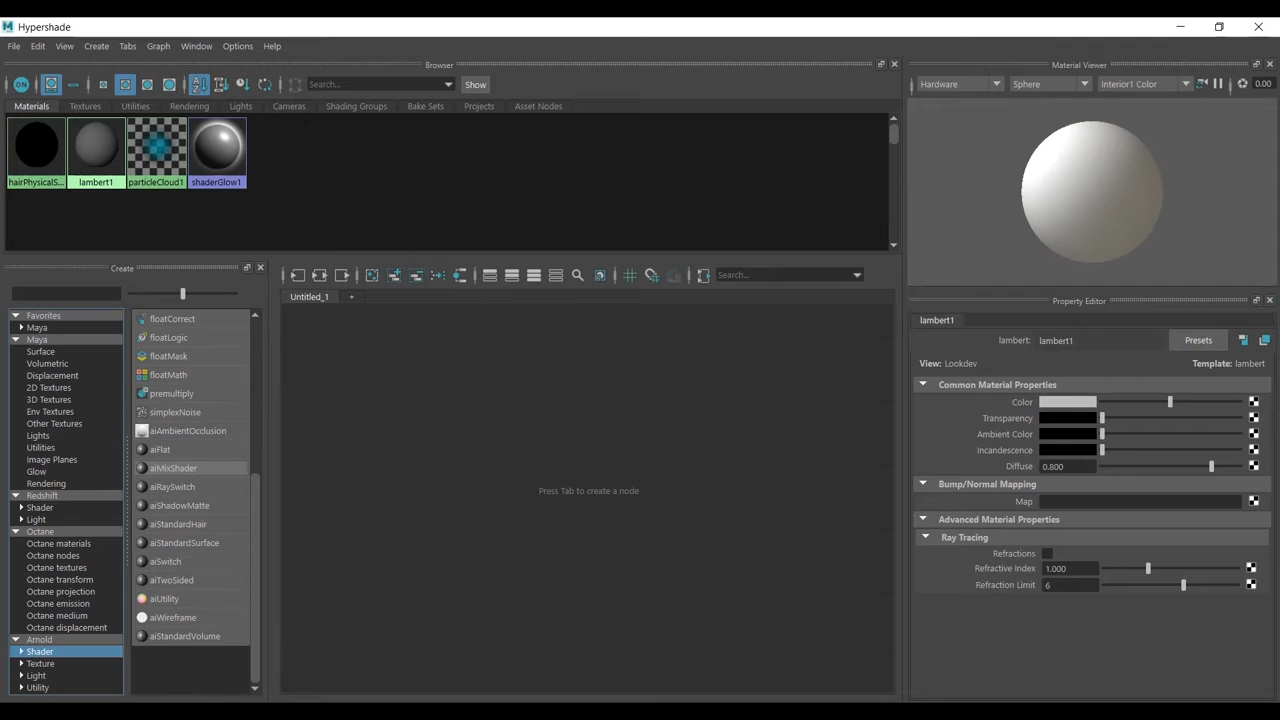 Hypershade
File Edit View Create Tabs Graph Window Options Help
Browser
ON
Search...
Show
Materials Textures Utilities Rendering Lights Cameras Shading Groups Bake Sets Projects Asset Nodes
hairPhysicalS... lambert1 particleCloud1 shaderGlow1
Material Viewer
Hardware Sphere Interior1 Color 0.00
Create
Favorites
Maya
Maya
Surface
Volumetric
Displacement
2D Textures
3D Textures
Env Textures
Other Textures
Lights
Utilities
Image Planes
Glow
Rendering
Redshift
Shader
Light
Octane
Octane materials
Octane nodes
Octane textures
Octane transform
Octane projection
Octane emission
Octane medium
Octane displacement
Arnold
Shader
Texture
Light
Utility
floatCorrect
floatLogic
floatMask
floatMath
premultiply
simplexNoise
aiAmbientOcclusion
aiFlat
aiMixShader
aiRaySwitch
aiShadowMatte
aiStandardHair
aiStandardSurface
aiSwitch
aiTwoSided
aiUtility
aiWireframe
aiStandardVolume
Search...
Untitled_1 +
Press Tab to create a node
Property Editor
lambert1
lambert: lambert1 Presets
View: Lookdev Template: lambert
Common Material Properties
Color
Transparency
Ambient Color
Incandescence
Diffuse 0.800
Bump/Normal Mapping
Map
Advanced Material Properties
Ray Tracing
Refractions
Refractive Index 1.000
Refraction Limit 6